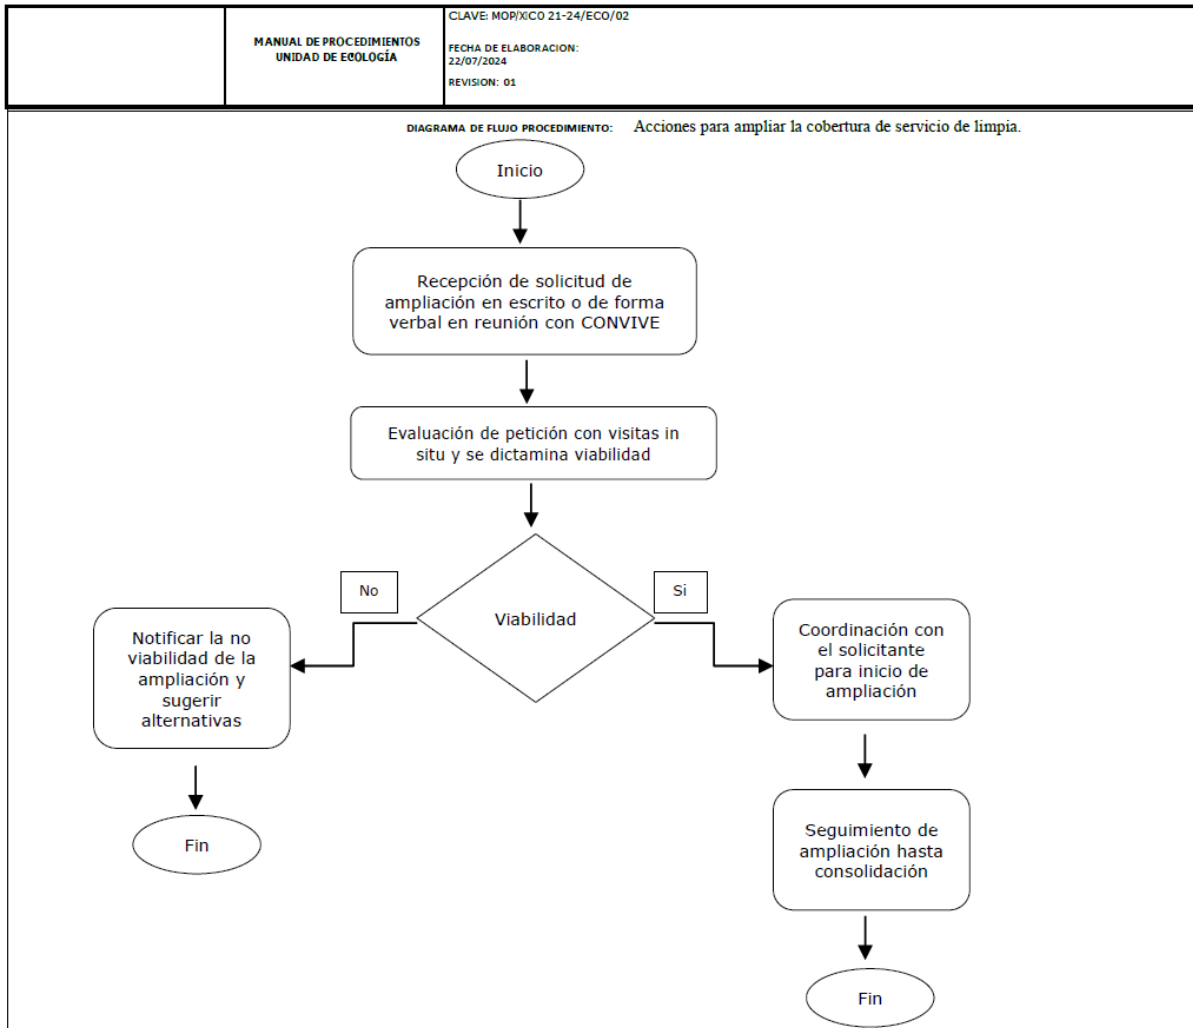 CLAVE: MOP/XICO 21-24/ECO/02
MANUAL DE PROCEDIMIENTOS
UNIDAD DE ECOLOGÍA
FECHA DE ELABORACION:
22/07/2024
REVISION: 01
DIAGRAMA DE FLUJO PROCEDIMIENTO: Acciones para ampliar la cobertura de servicio de limpia.
Inicio
Recepción de solicitud de
ampliación en escrito o de forma
verbal en reunión con CONVIVE
Evaluación de petición con visitas in
situ y se dictamina viabilidad
No
Si
Viabilidad
Notificar la no
viabilidad de la
ampliación y
sugerir
alternativas
Coordinación con
el solicitante
para inicio de
ampliación
Fin
Seguimiento de
ampliación hasta
consolidación
Fin